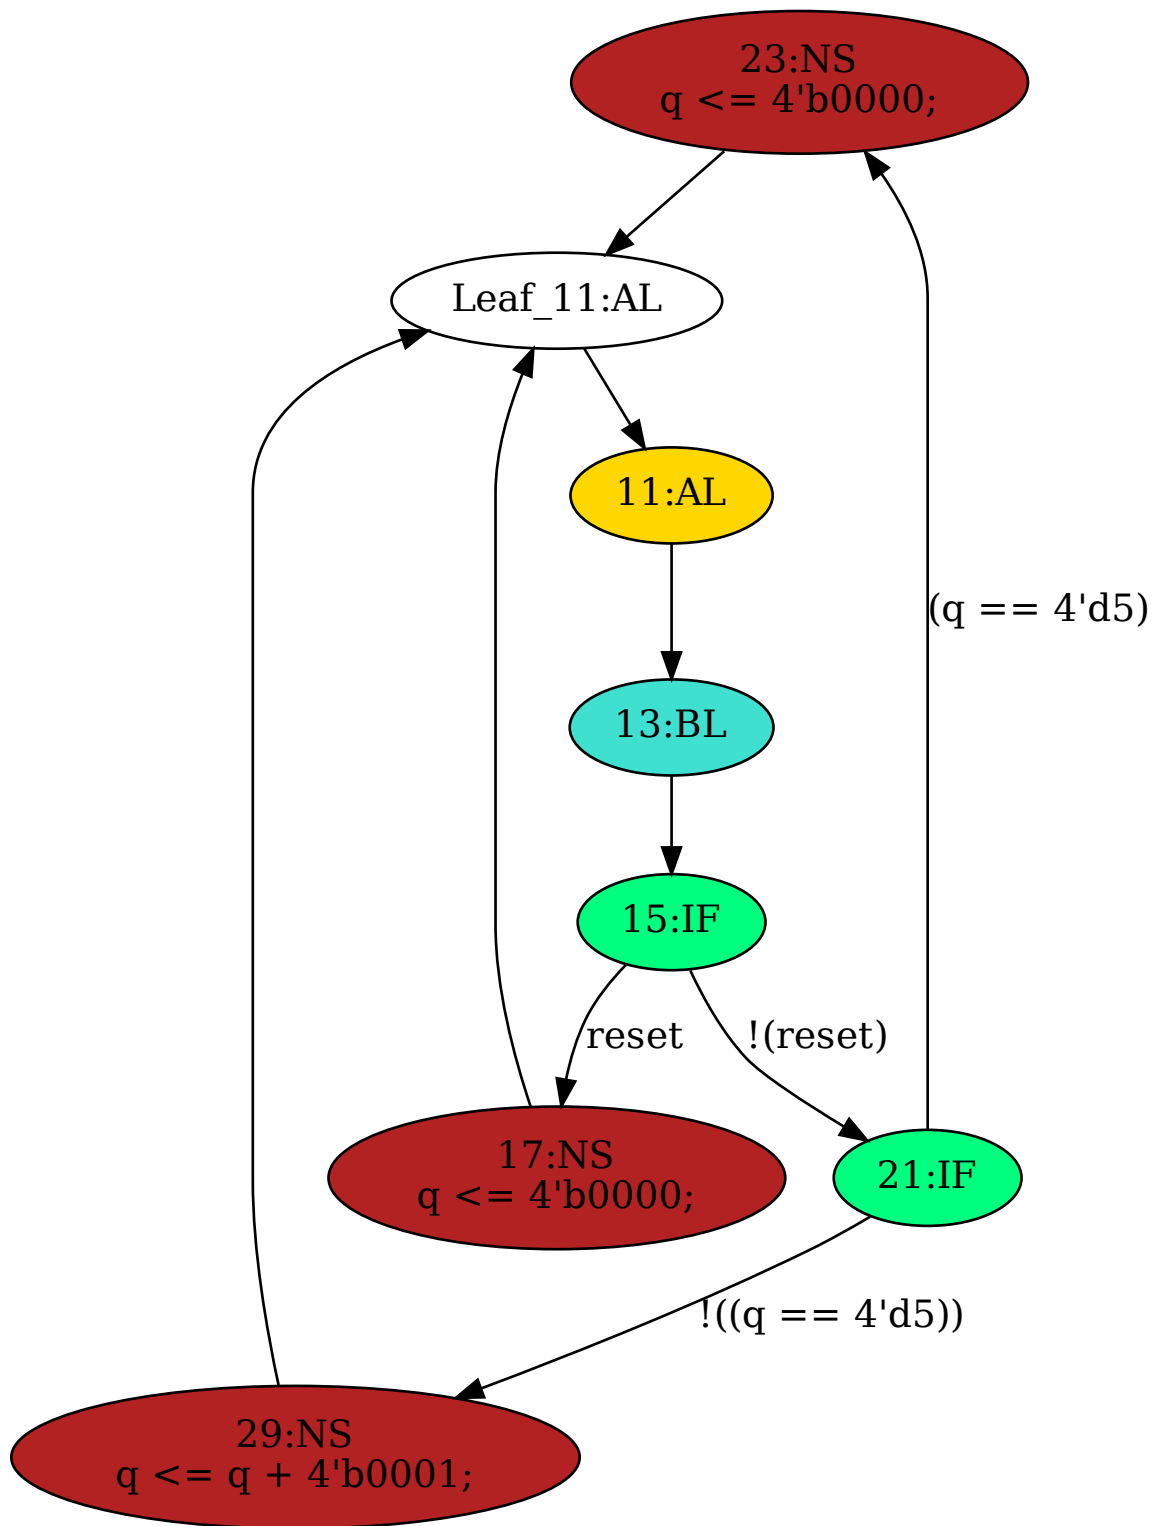 23:NS
q <= 4'b0000;
Leaf_11:AL
11:AL
(q == 4'd5)
13:BL
15:IF
reset
!(reset)
17:NS
q <= 4'b0000;
21:IF
!((q == 4'd5))
29:NS
q <= q + 4'b0001;